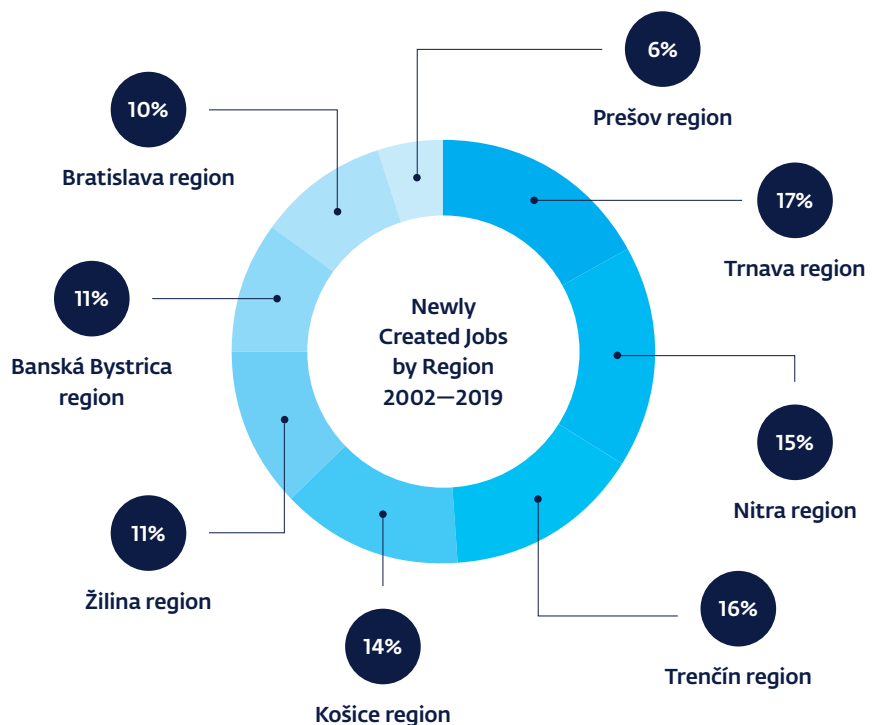 6%
Prešov region
10%
Bratislava region
17%
Trnava region
11%
Banská Bystrica
region
Newly
Created Jobs
by Region
2002—2019
15%
Nitra region
11%
Žilina region
16%
Trenčín region
14%
Košice region